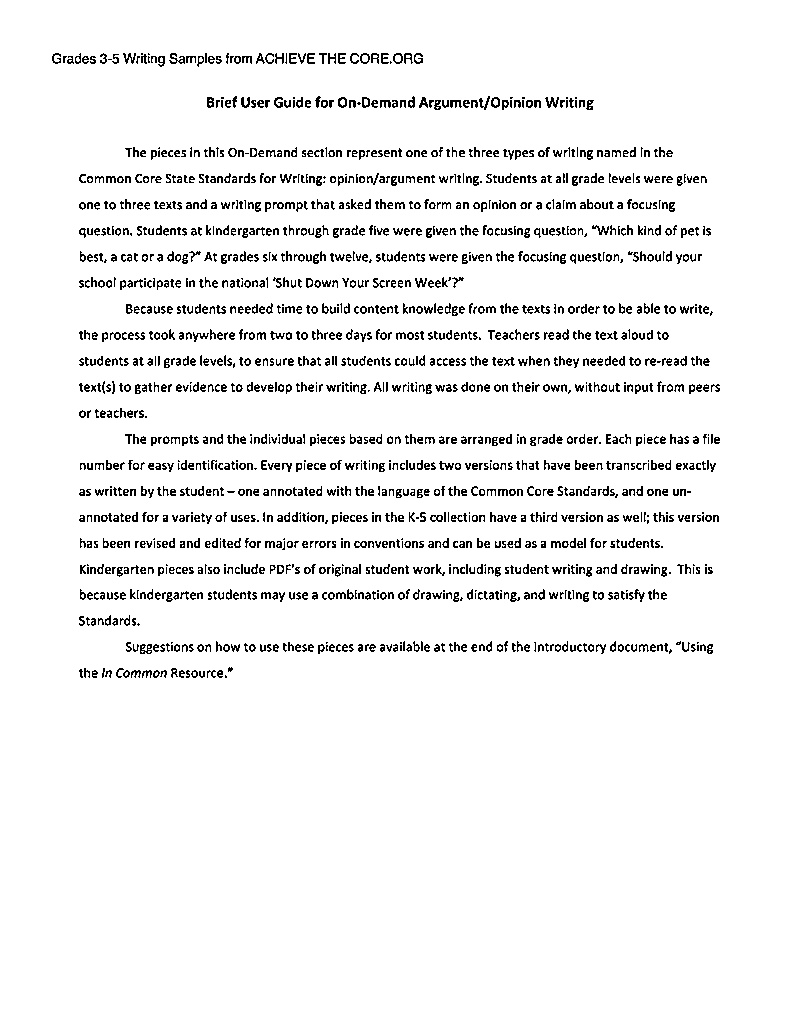 Grades 3-5 Writing Samples from ACHIEVE THE CORE.ORG
Brief User Guide for On-Demand Argument/Opinion Writing
The pieces in this On-Demand section represent one of the three types of writing named in the
Common Core State Standards for Writing: opinion/argument writing. Students at all grade levels were given
one to three texts and a writing prompt that asked them to form an opinion or a claim about a focusing
question. Students at kindergarten through grade five were given the focusing question, “Which kind of pet is
best, a cat or a dog?” At grades six through twelve, students were given the focusing question, “Should your
school participate in the national ‘Shut Down Your Screen Week’?”
Because students needed time to build content knowledge from the texts in order to be able to write,
the process took anywhere from two to three days for most students.  Teachers read the text aloud to
students at all grade levels, to ensure that all students could access the text when they needed to re-read the
text(s) to gather evidence to develop their writing. All writing was done on their own, without input from peers
or teachers.
The prompts and the individual pieces based on them are arranged in grade order. Each piece has a file
number for easy identification. Every piece of writing includes two versions that have been transcribed exactly
as written by the student – one annotated with the language of the Common Core Standards, and one un-
annotated for a variety of uses. In addition, pieces in the K-5 collection have a third version as well; this version
has been revised and edited for major errors in conventions and can be used as a model for students.
Kindergarten pieces also include PDF’s of original student work, including student writing and drawing.  This is
because kindergarten students may use a combination of drawing, dictating, and writing to satisfy the
Standards.
Suggestions on how to use these pieces are available at the end of the introductory document, “Using
the In Common Resource.”